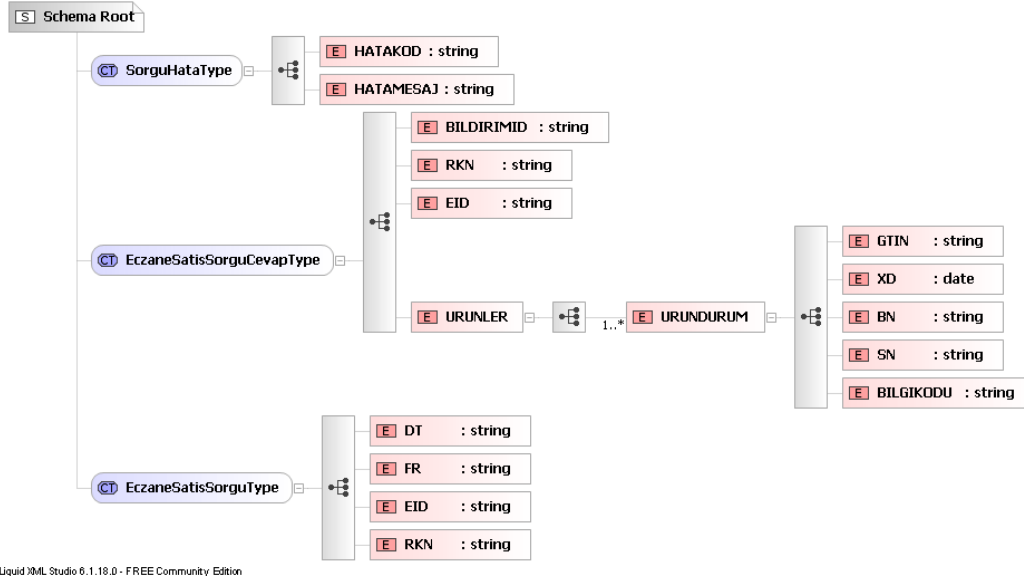 S Schema Root
CT SorguHataType
E HATAKOD : string
E HATAMESAJ : string
CT EczaneSatisSorguCevapType
E BILDIRIMID : string
E RKN : string
E EID : string
E URUNLER
1..*
E URUNDURUM
E GTIN : string
E XD : date
E BN : string
E SN : string
E BILGIKODU : string
CT EczaneSatisSorguType
E DT : string
E FR : string
E EID : string
E RKN : string
Liquid XML Studio 6.1.18.0 - FREE Community Edition